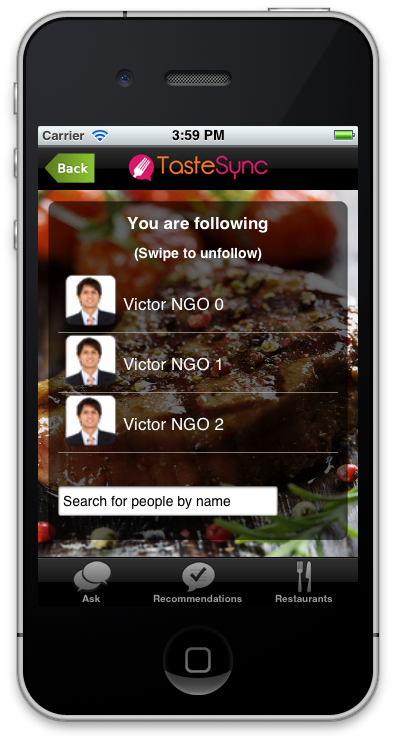 Carrier 3:59 PM
Back TasteSync
You are following
(Swipe to unfollow)
Victor NGO 0
Victor NGO 1
Victor NGO 2
Search for people by name
Ask Recommendations Restaurants